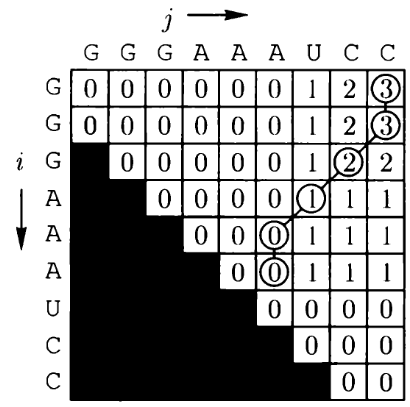 j
G G G A A A U C C
G 0 0 0 0 0 0 1 2 3
G 0 0 0 0 0 0 1 2 3
i G 0 0 0 0 0 1 2 2
A 0 0 0 0 1 1 1
A 0 0 0 1 1 1
A 0 0 1 1 1
U 0 0 0 0
C 0 0 0
C 0 0